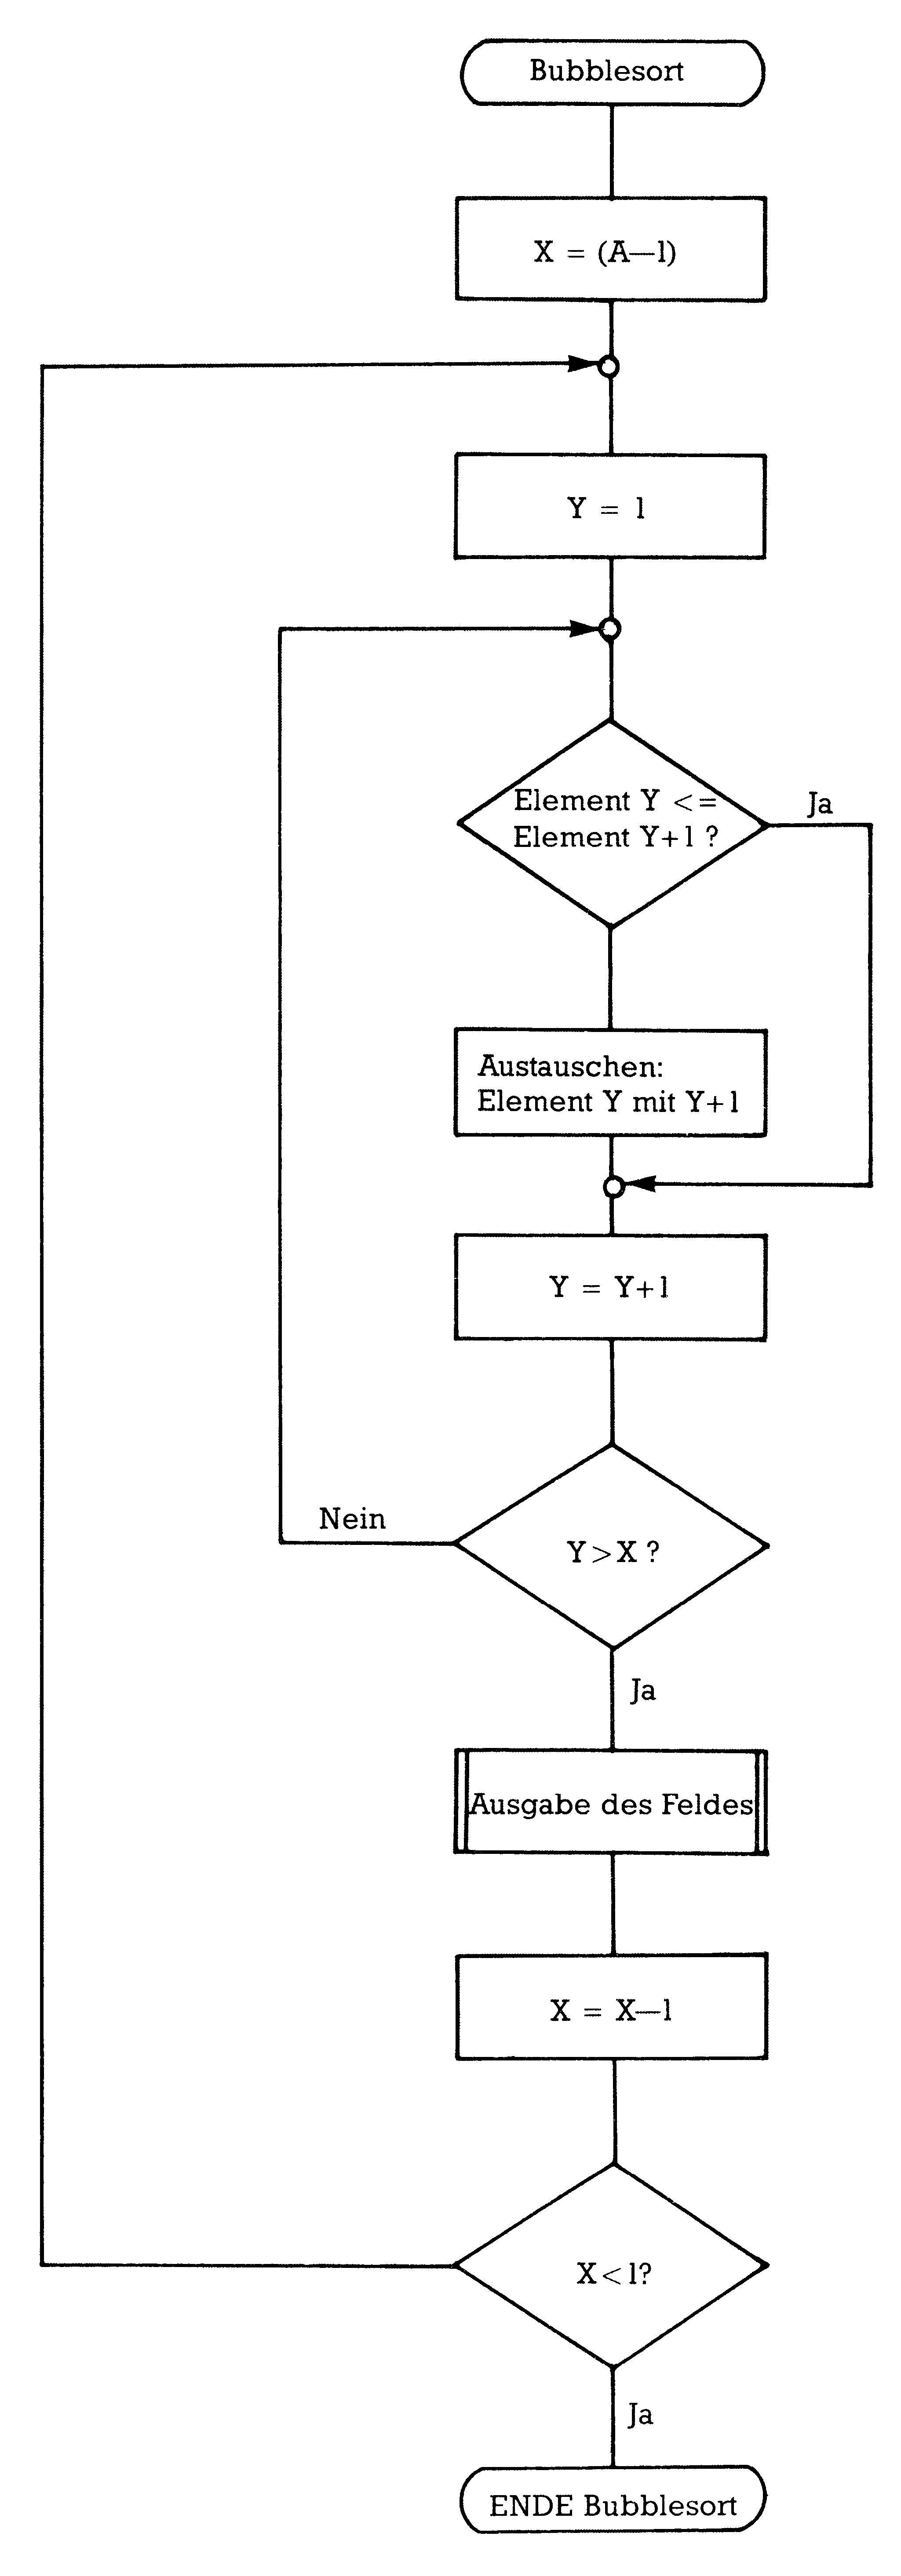 Bubblesort
X = (A—1)
Y = 1
Element Y <=
Element Y+1 ?
Ja
Austauschen:
Element Y mit Y+1
Y = Y+1
Nein
Y>X ?
Ja
Ausgabe des Feldes
X = X—1
X<1?
Ja
ENDE Bubblesort